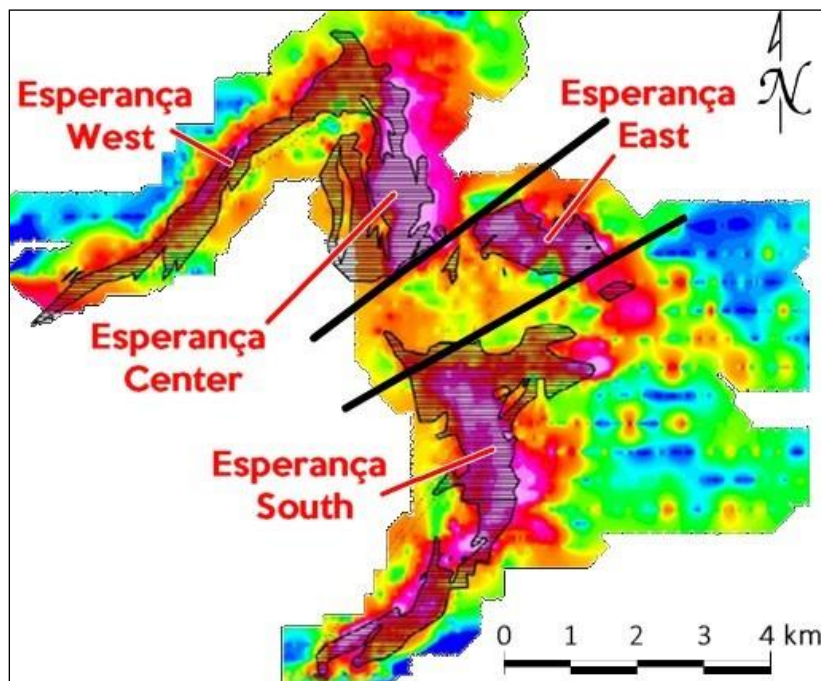 Esperança
West
Esperança
East
N
Esperança
Center
Esperança
South
0 1 2 3 4 km